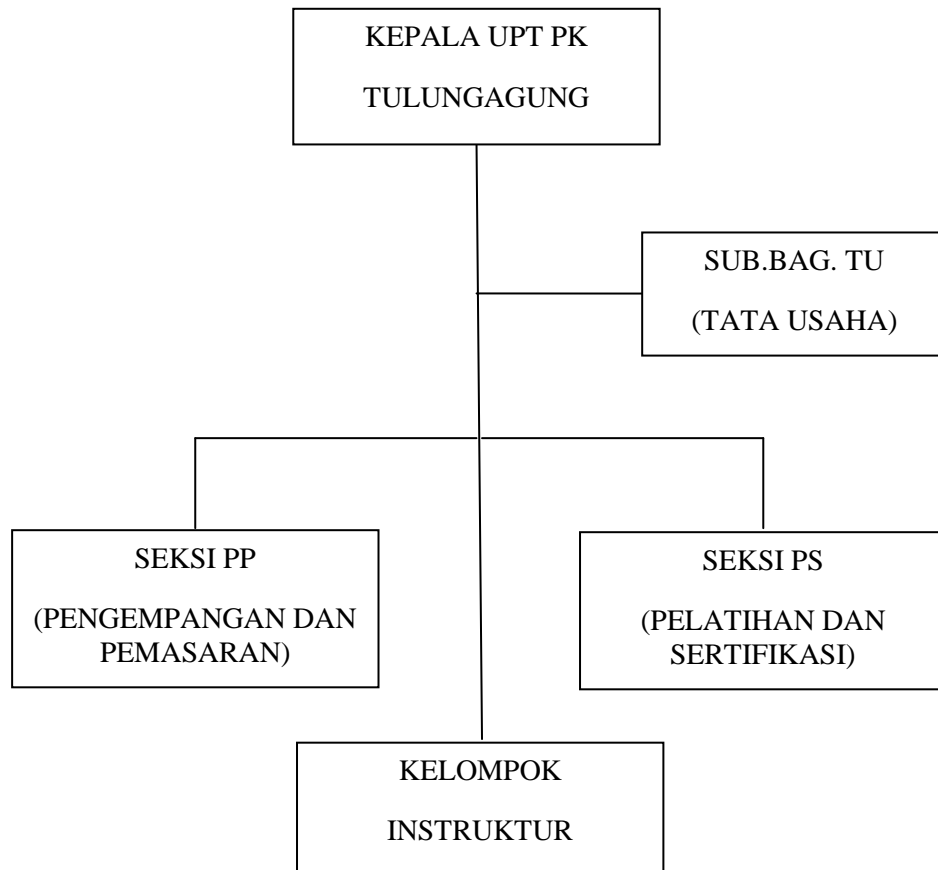 KEPALA UPT PK
TULUNGAGUNG
SUB.BAG. TU
(TATA USAHA)
SEKSI PP
(PENGEMPANGAN DAN
PEMASARAN)
SEKSI PS
(PELATIHAN DAN
SERTIFIKASI)
KELOMPOK
INSTRUKTUR